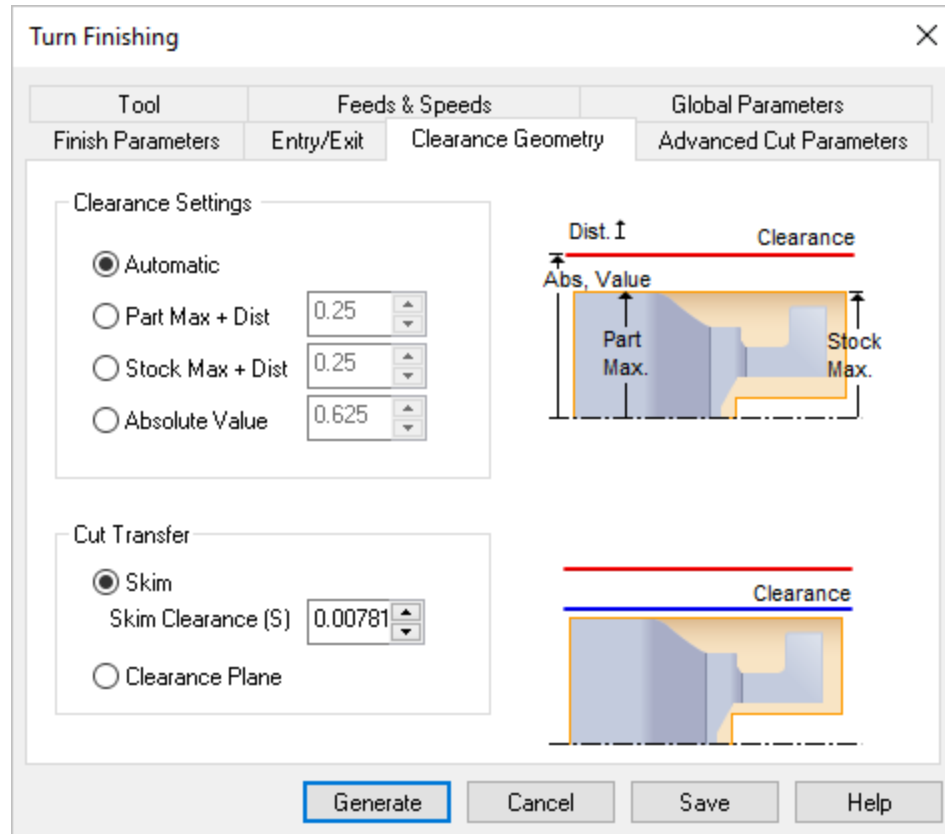 Turn Finishing
Tool Feeds & Speeds Global Parameters
Finish Parameters Entry/Exit Clearance Geometry Advanced Cut Parameters
Clearance Settings
Automatic
Part Max + Dist 0.25
Stock Max + Dist 0.25
Absolute Value 0.625
Dist. Clearance
Abs, Value
Part Stock
Max. Max.
Cut Transfer
Skim
Skim Clearance (S) 0.00781
Clearance Plane
Clearance
Generate Cancel Save Help